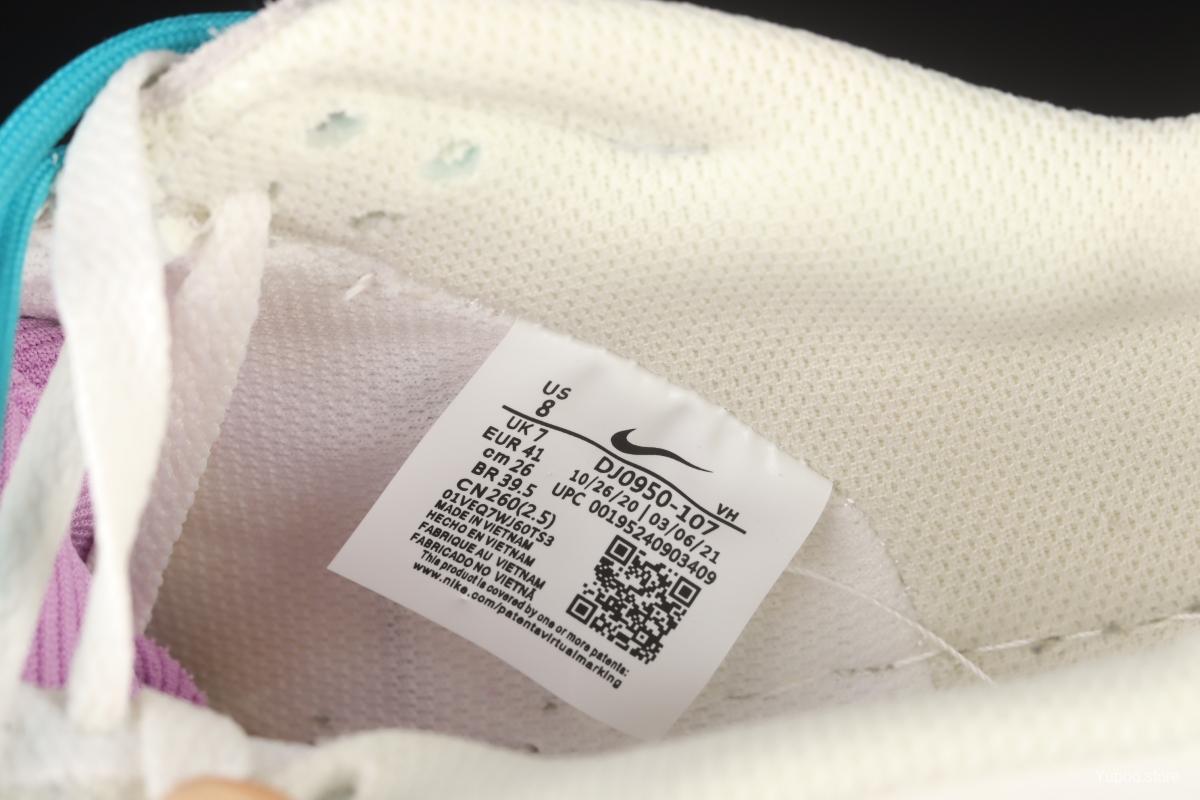 US
8
UK 7
EUR 41
cm 26
BR 39.5
CN 260(2.5)
01VEQ7WJ60TS3
MADE IN VIETNAM
HECHO EN VIETNAM
FABRIQUE AU VIETNAM
FABRICADO NO VIETNÃ
This product is covered by one or more patents:
www.nike.com/patentavirtualmarking
DJ0950-107 VH
10/26/20 | 03/06/21
UPC 00195240903409
Yupoo.store